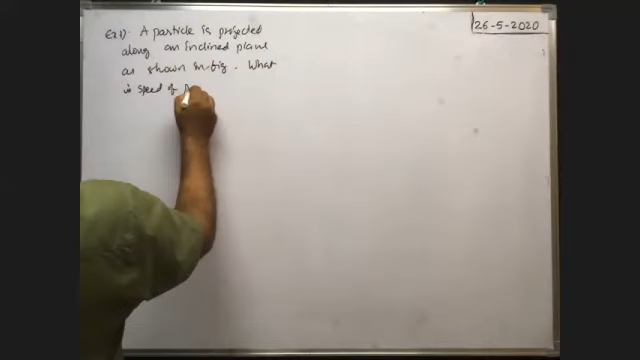 26-5-2020
Ex1). A particle is projected
along an inclined plane
as shown in fig. What
is speed of